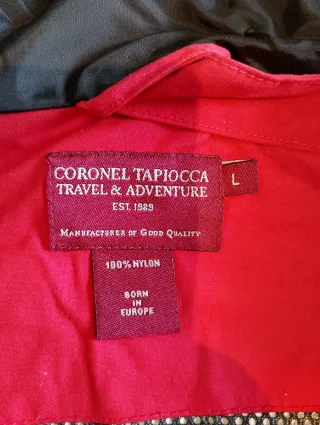 CORONEL TAPIOCCA
TRAVEL & ADVENTURE
EST. 1989
MANUFACTURER OF GOOD QUALITY
L
100% NYLON
BORN
IN
EUROPE